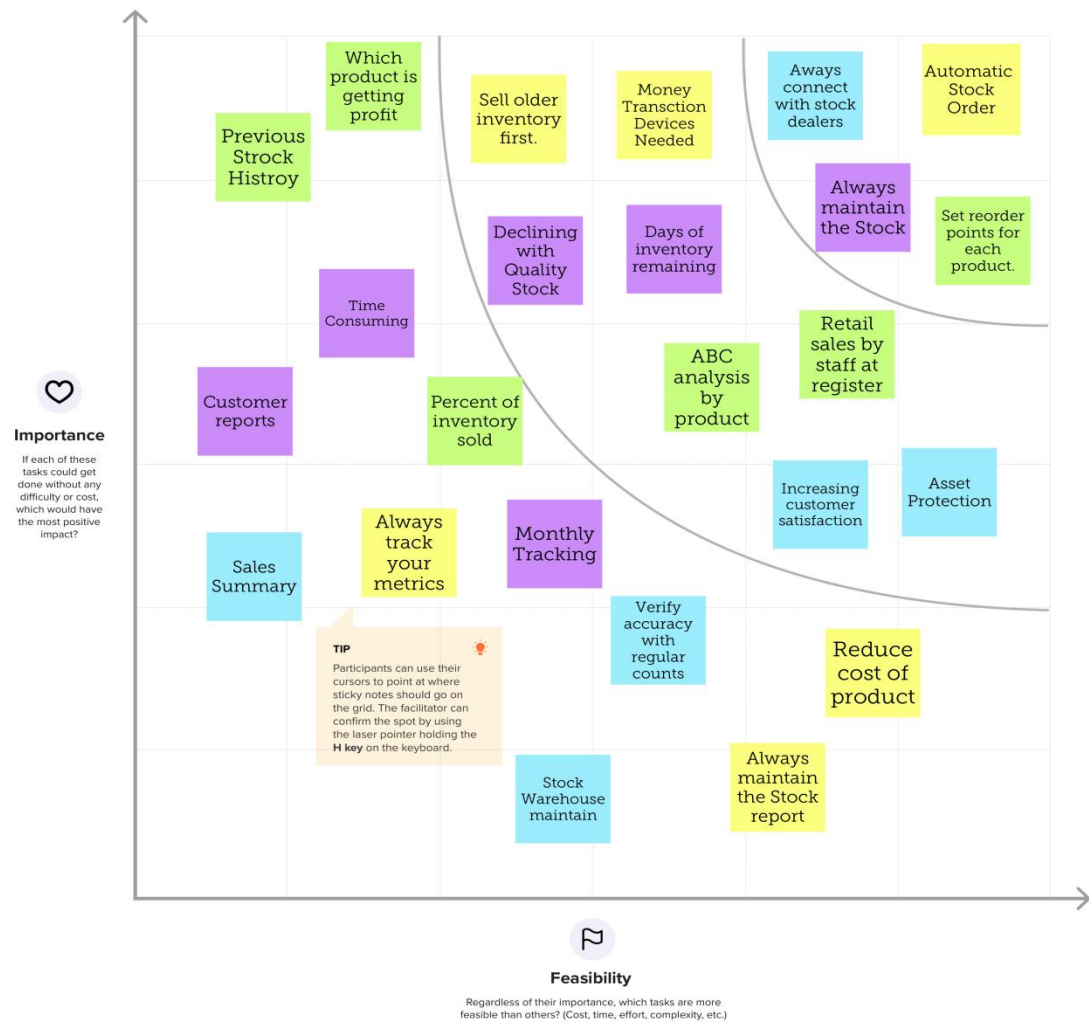 Which
product is
getting
profit
Previous
Strock
Histroy
Sell older
inventory
first.
Money
Transction
Devices
Needed
Aways
connect
with stock
dealers
Automatic
Stock
Order
Always
maintain
the Stock
Set reorder
points for
each
product.
Declining
with
Quality
Stock
Days of
inventory
remaining
Time
Consuming
Retail
sales by
staff at
register
ABC
analysis
by
product
Customer
reports
Percent of
inventory
sold
Importance
If each of these
tasks could get
done without any
difficulty or cost,
which would have
the most positive
impact?
Increasing
customer
satisfaction
Asset
Protection
Always
track
your
metrics
Monthly
Tracking
Sales
Summary
Verify
accuracy
with
regular
counts
Reduce
cost of
product
TIP
Participants can use their
cursors to point at where
sticky notes should go on
the grid. The facilitator can
confirm the spot by using
the laser pointer holding the
H key on the keyboard.
Stock
Warehouse
maintain
Always
maintain
the Stock
report
Feasibility
Regardless of their importance, which tasks are more
feasible than others? (Cost, time, effort, complexity, etc.)